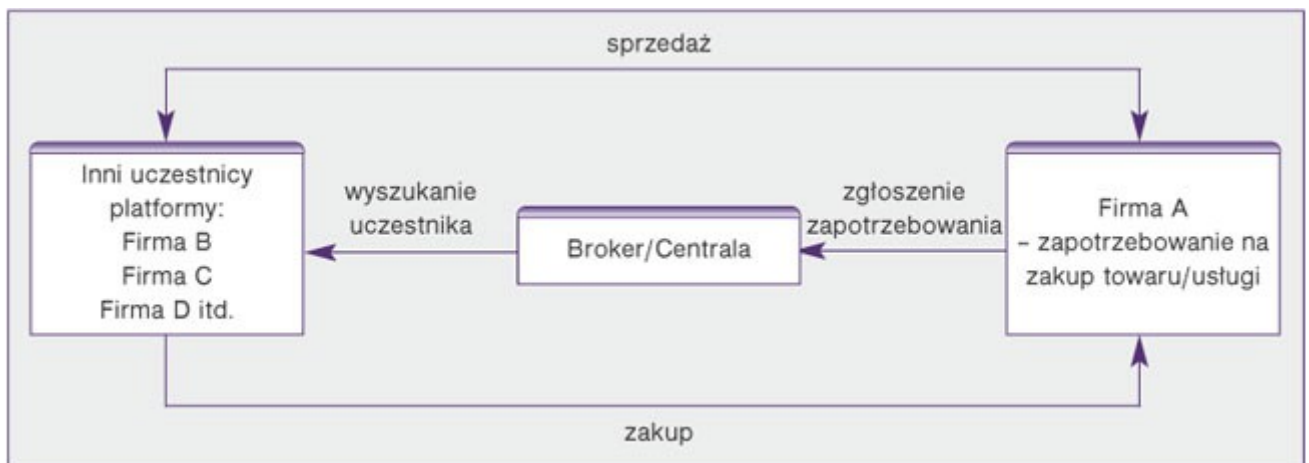 sprzedaż
Inni uczestnicy
platformy:
Firma B
Firma C
Firma D itd.
wyszukanie
uczestnika
Broker/Centrala
zgłoszenie
zapotrzebowania
Firma A
– zapotrzebowanie na
zakup towaru/usługi
zakup